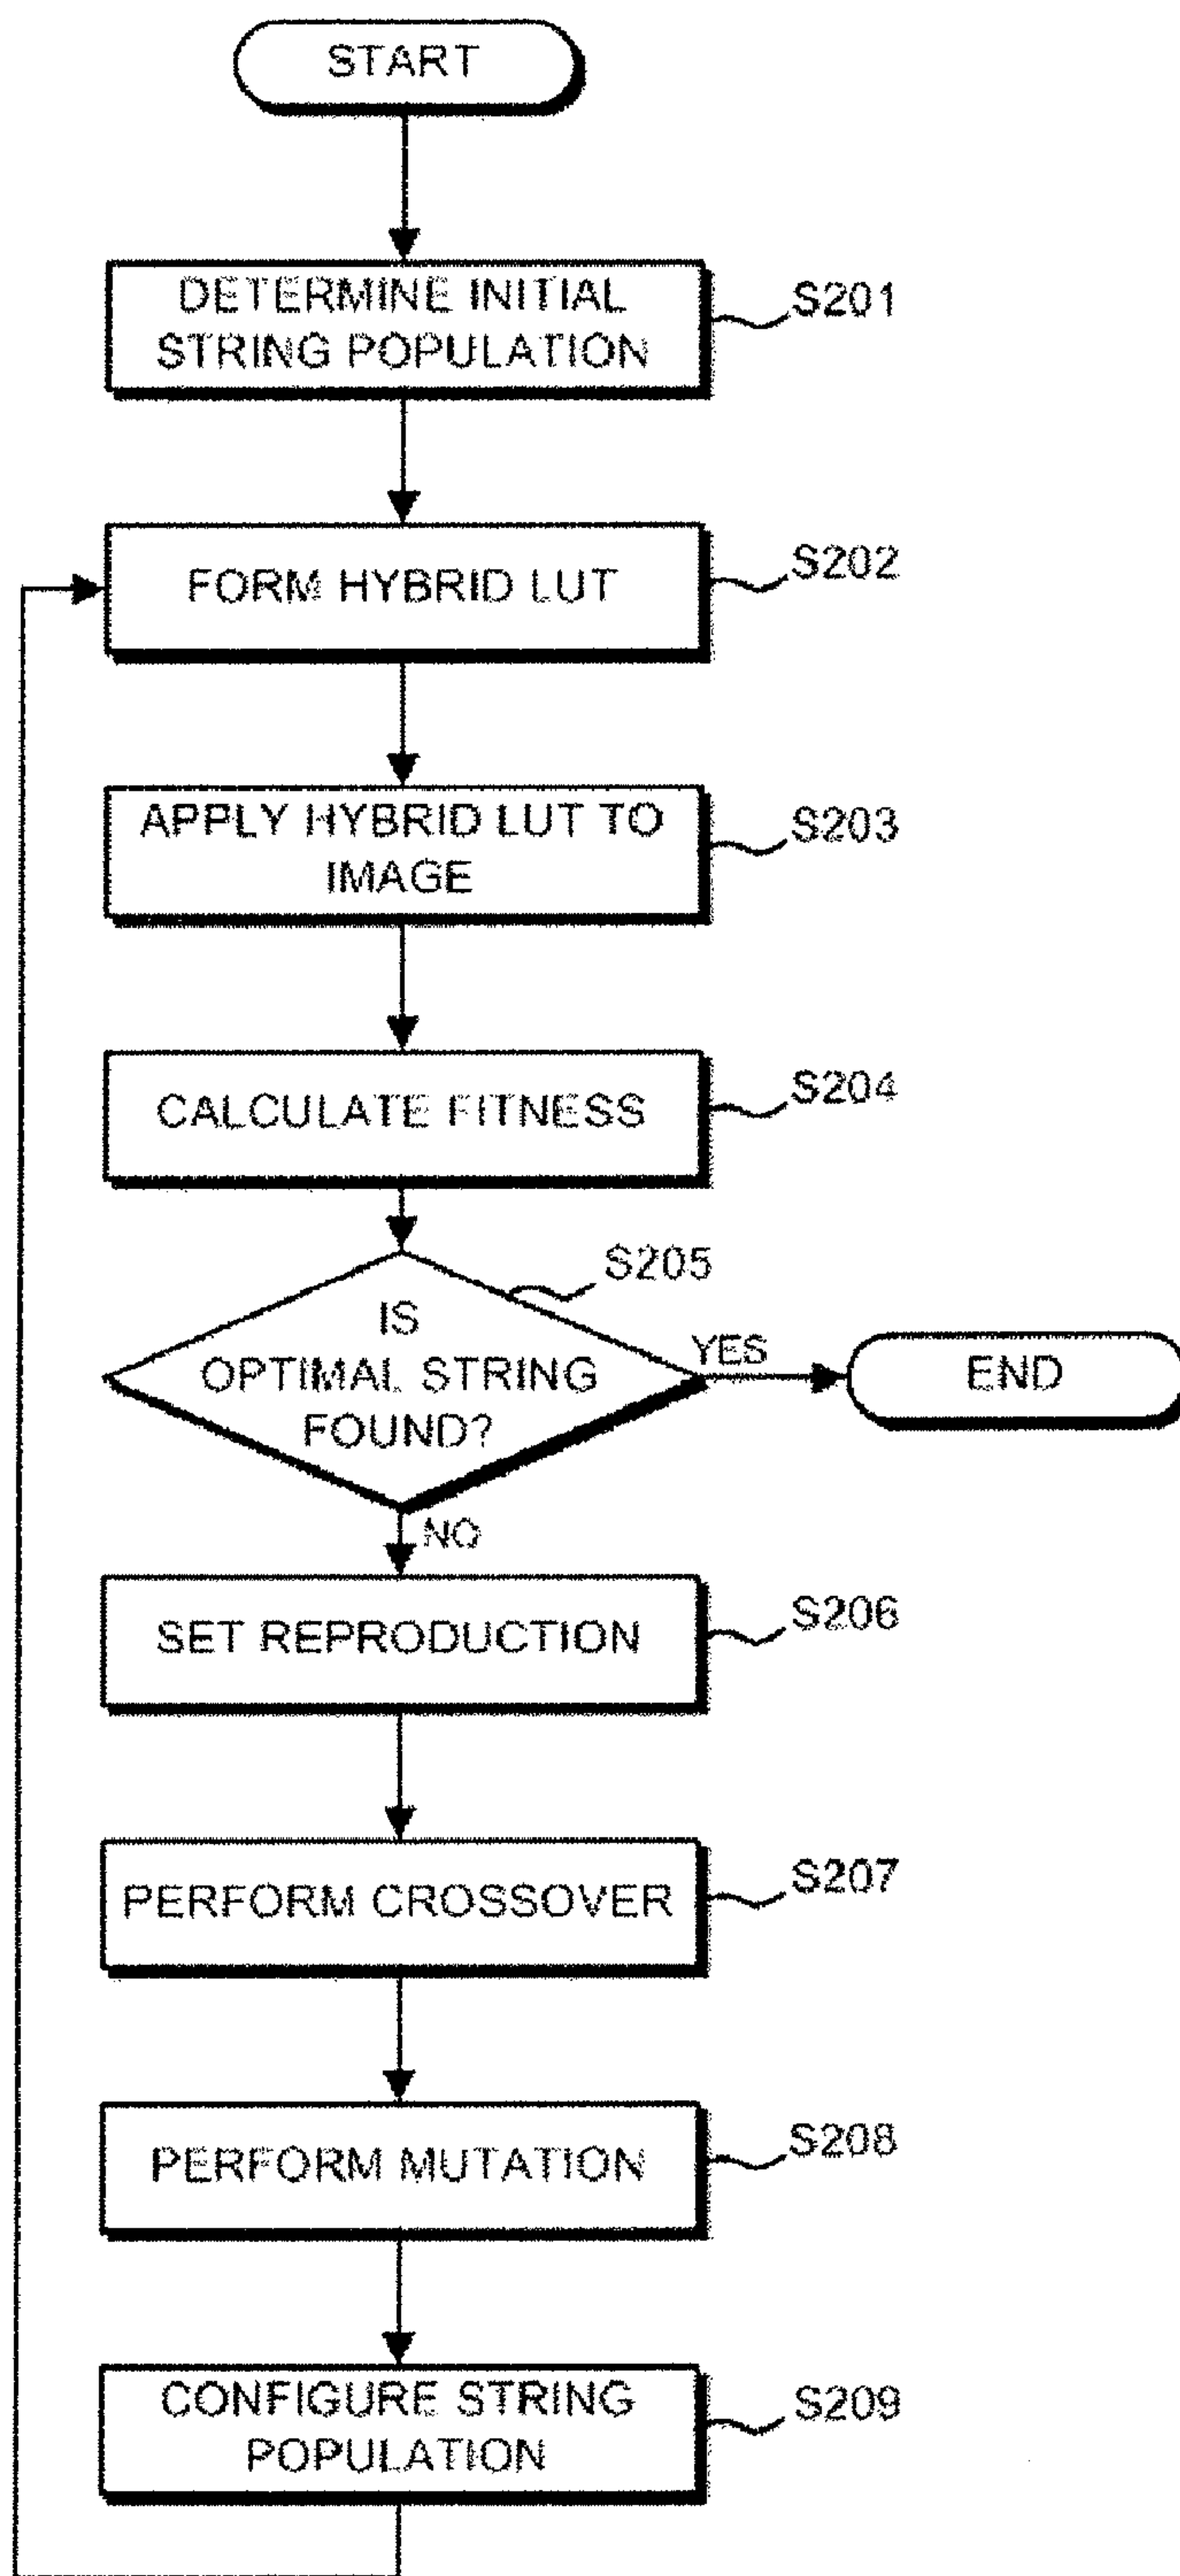 START
DETERMINE INITIAL
STRING POPULATION
S201
FORM HYBRID LUT
S202
APPLY HYBRID LUT TO
IMAGE
S203
CALCULATE FITNESS
S204
S205
IS
OPTIMAL STRING
FOUND?
YES
END
NO
SET REPRODUCTION
S206
PERFORM CROSSOVER
S207
PERFORM MUTATION
S208
CONFIGURE STRING
POPULATION
S209